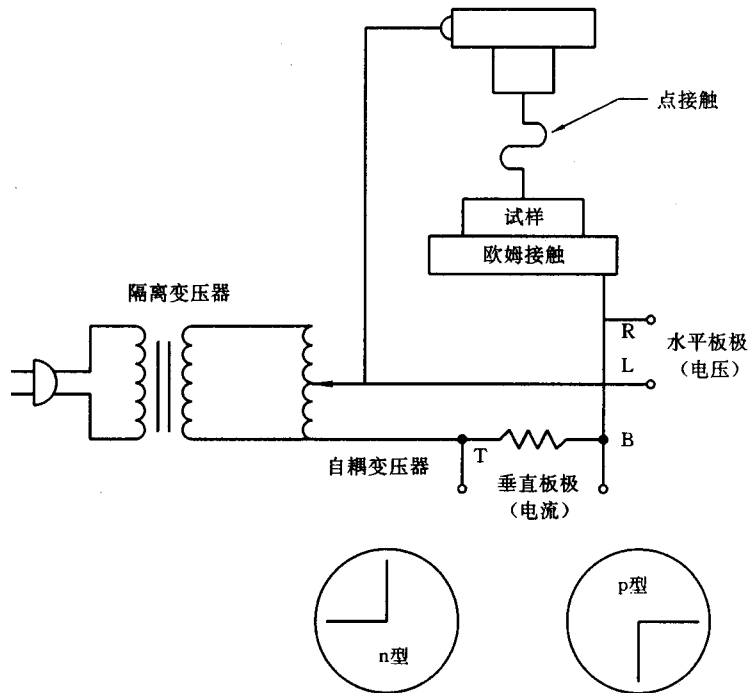 点接触
试样
欧姆接触
隔离变压器
R
水平板极
（电压）
L
自耦变压器
T
B
垂直板极
（电流）
n型
p型